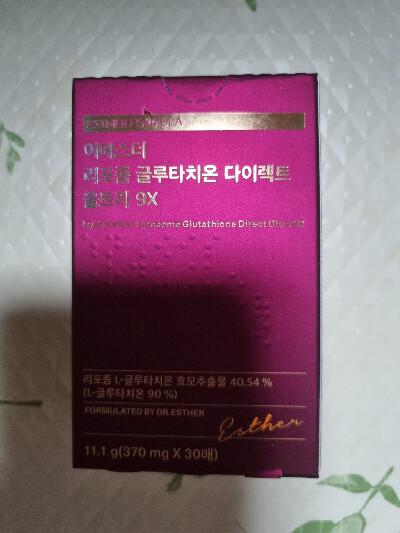 ESTHER FORMULA
여에스더
리포좀 글루타치온 다이렉트
울트라 9X
Liposome Glutathione Direct Ultra 9X
리포좀 L-글루타치온 효모추출물 40.54 %
(L-글루타치온 90 %)
FORMULATED BY DR.ESTHER
Esther
11.1 g(370 mg X 30매)